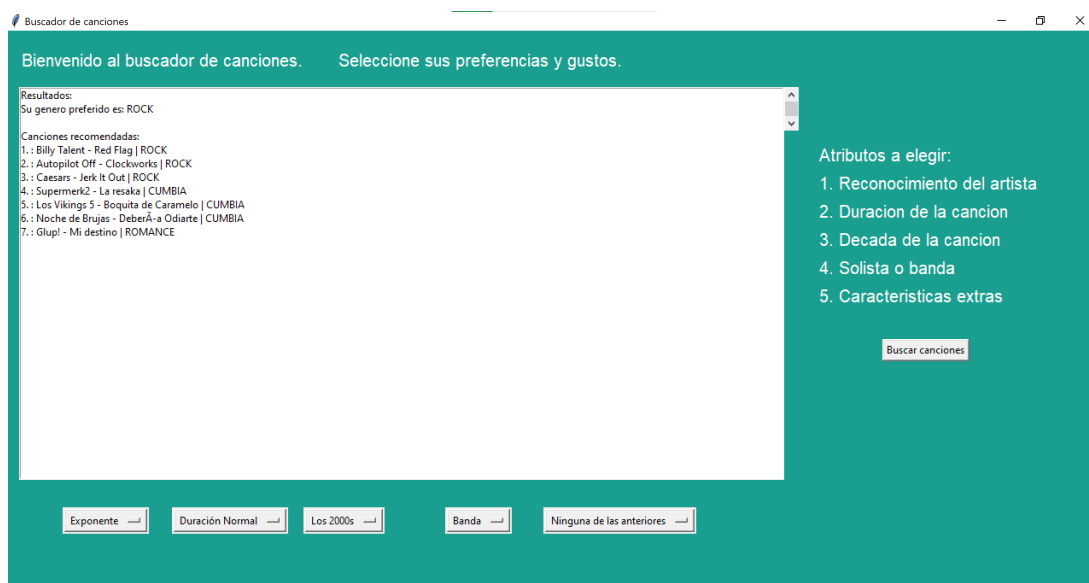 Buscador de canciones
Bienvenido al buscador de canciones. Seleccione sus preferencias y gustos.
Resultados:
Su genero preferido es: ROCK
Canciones recomendadas:
1. : Billy Talent - Red Flag | ROCK
2. : Autopilot Off - Clockworks | ROCK
3. : Caesars - Jerk It Out | ROCK
4. : Supermerk2 - La resaka | CUMBIA
5. : Los Vikings 5 - Boquita de Caramelo | CUMBIA
6. : Noche de Brujas - DeberÃ-a Odiarte | CUMBIA
7. : Glup! - Mi destino | ROMANCE
Atributos a elegir:
1. Reconocimiento del artista
2. Duracion de la cancion
3. Decada de la cancion
4. Solista o banda
5. Caracteristicas extras
Buscar canciones
Exponente Duración Normal Los 2000s Banda Ninguna de las anteriores